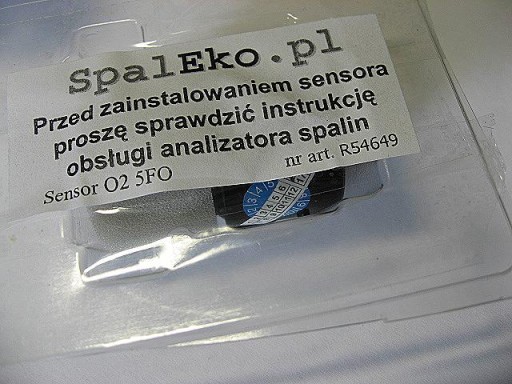 SpalEko.pl
Przed zainstalowaniem sensora
proszę sprawdzić instrukcję
obsługi analizatora spalin
Sensor O2 5FO
nr art. R54649